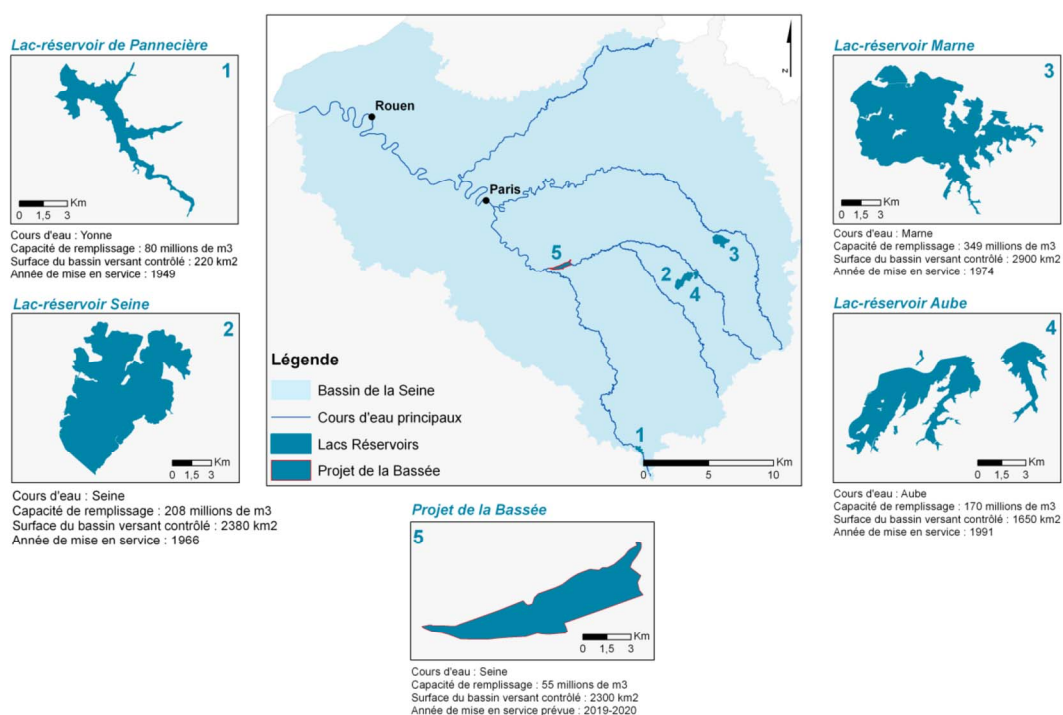 Lac-réservoir de Pannecière
1
Km
0 1,5 3
Cours d'eau : Yonne
Capacité de remplissage : 80 millions de m3
Surface du bassin versant contrôlé : 220 km2
Année de mise en service : 1949
Lac-réservoir Seine
2
Km
0 1,5 3
Cours d'eau : Seine
Capacité de remplissage : 208 millions de m3
Surface du bassin versant contrôlé : 2380 km2
Année de mise en service : 1966
N
Rouen
Paris
5
3
2
4
1
Légende
Bassin de la Seine
Cours d'eau principaux
Lacs Réservoirs
Projet de la Bassée
Km
0 5 10
Lac-réservoir Marne
3
Km
0 1,5 3
Cours d'eau : Marne
Capacité de remplissage : 349 millions de m3
Surface du bassin versant contrôlé : 2900 km2
Année de mise en service : 1974
Lac-réservoir Aube
4
Km
0 1,5 3
Cours d'eau : Aube
Capacité de remplissage : 170 millions de m3
Surface du bassin versant contrôlé : 1650 km2
Année de mise en service : 1991
Projet de la Bassée
5
Km
0 1,5 3
Cours d'eau : Seine
Capacité de remplissage : 55 millions de m3
Surface du bassin versant contrôlé : 2300 km2
Année de mise en service prévue : 2019-2020